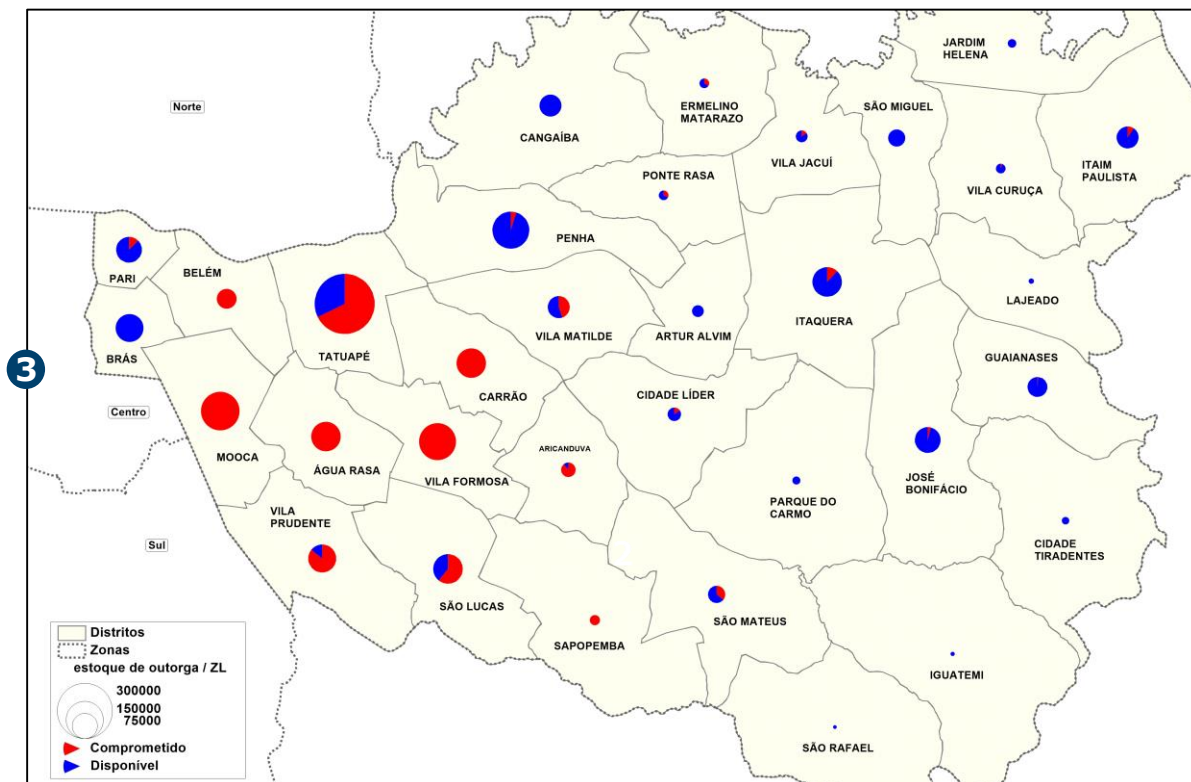 JARDIM
HELENA
Norte
ERMELINO
MATARAZO
SÃO MIGUEL
CANGAÍBA
VILA JACUÍ
ITAIM
PAULISTA
PONTE RASA
VILA CURUÇA
PENHA
PARI
BELÉM
LAJEADO
ITAQUERA
VILA MATILDE
ARTUR ALVIM
BRÁS
TATUAPÉ
GUAIANASES
3
CARRÃO
CIDADE LÍDER
Centro
MOOCA
ÁGUA RASA
VILA FORMOSA
ARICANDUVA
JOSÉ
BONIFÁCIO
PARQUE DO
CARMO
VILA
PRUDENTE
Sul
CIDADE
TIRADENTES
SÃO LUCAS
SÃO MATEUS
SAPOPEMBA
IGUATEMI
SÃO RAFAEL
Distritos
Zonas
estoque de outorga / ZL
300000
150000
75000
Comprometido
Disponível